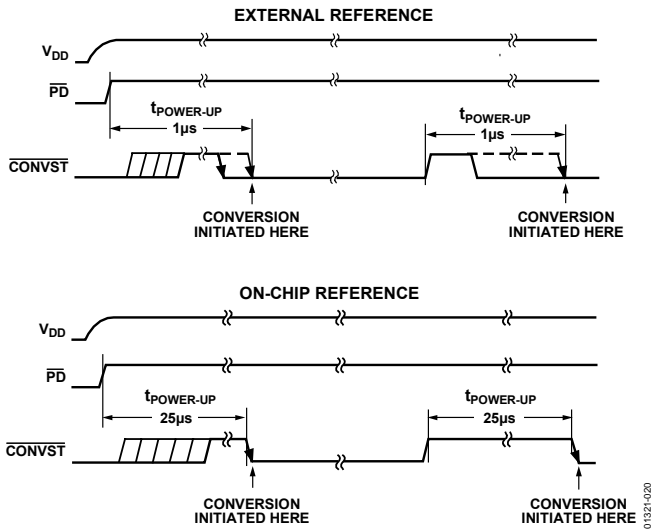 EXTERNAL REFERENCE
VDD
PD
tPOWER-UP
1µs
tPOWER-UP
1µs
CONVST
CONVERSION
INITIATED HERE
CONVERSION
INITIATED HERE
ON-CHIP REFERENCE
VDD
PD
tPOWER-UP
25µs
tPOWER-UP
25µs
CONVST
CONVERSION
INITIATED HERE
CONVERSION
INITIATED HERE
01321-020